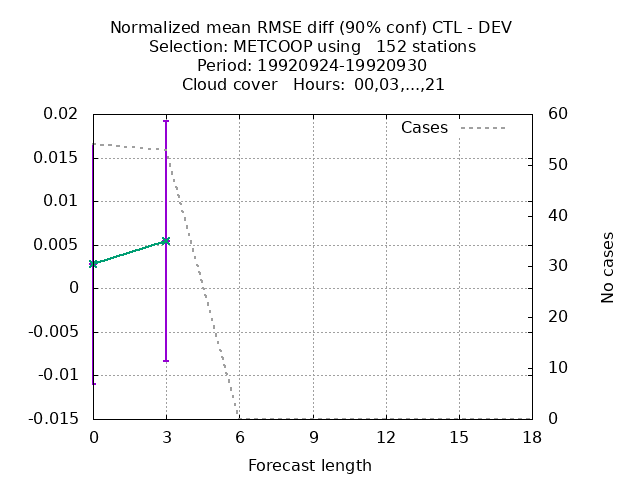 Normalized mean RMSE diff (90% conf) CTL - DEV
Selection: METCOOP using   152 stations
Period: 19920924-19920930
Cloud cover   Hours:  00,03,...,21
0.02
0.015
0.01
0.005
0
-0.005
-0.01
-0.015
Cases
60
50
40
30
20
10
0
No cases
0 3 6 9 12 15 18
Forecast length